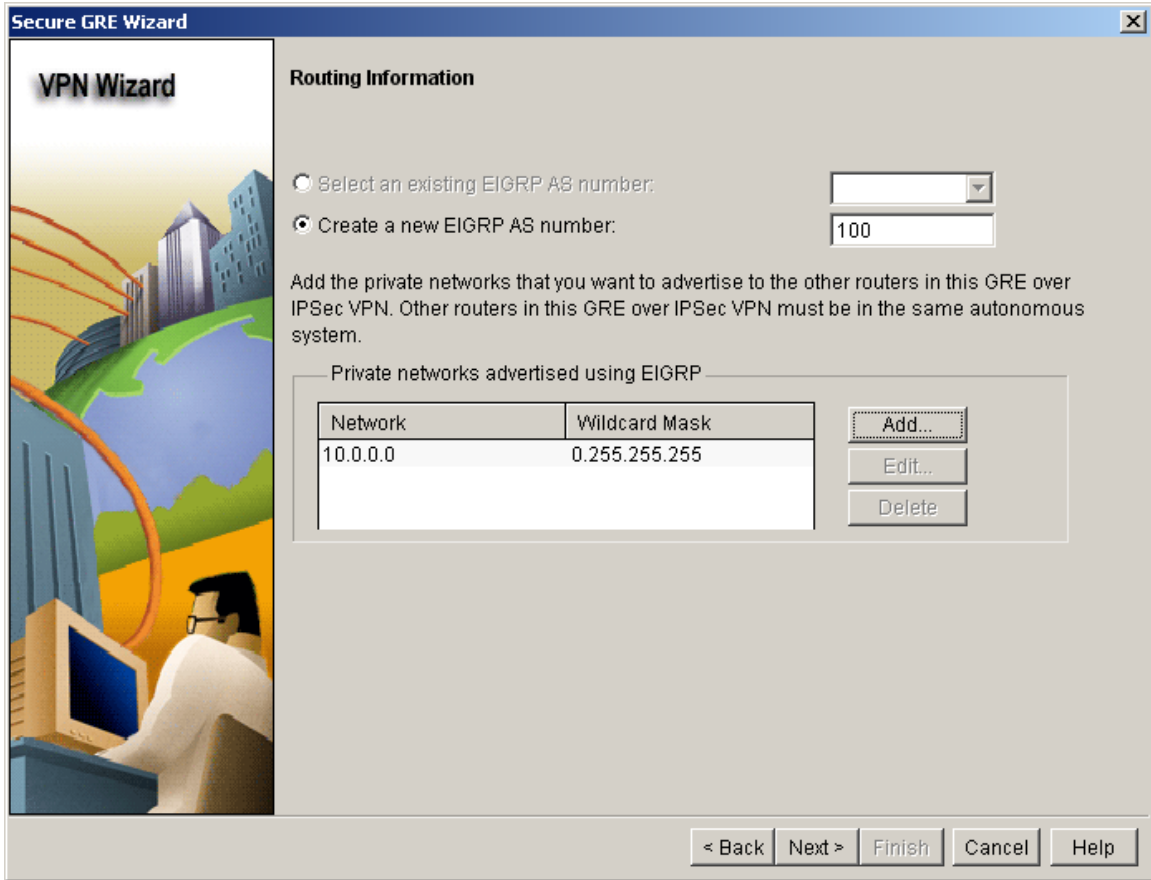 Secure GRE Wizard
VPN Wizard
Routing Information
Select an existing EIGRP AS number:
Create a new EIGRP AS number:
100
Add the private networks that you want to advertise to the other routers in this GRE over
IPSec VPN. Other routers in this GRE over IPSec VPN must be in the same autonomous
system.
Private networks advertised using EIGRP
Network Wildcard Mask
10.0.0.0 0.255.255.255
Add...
Edit...
Delete
< Back Next > Finish Cancel Help